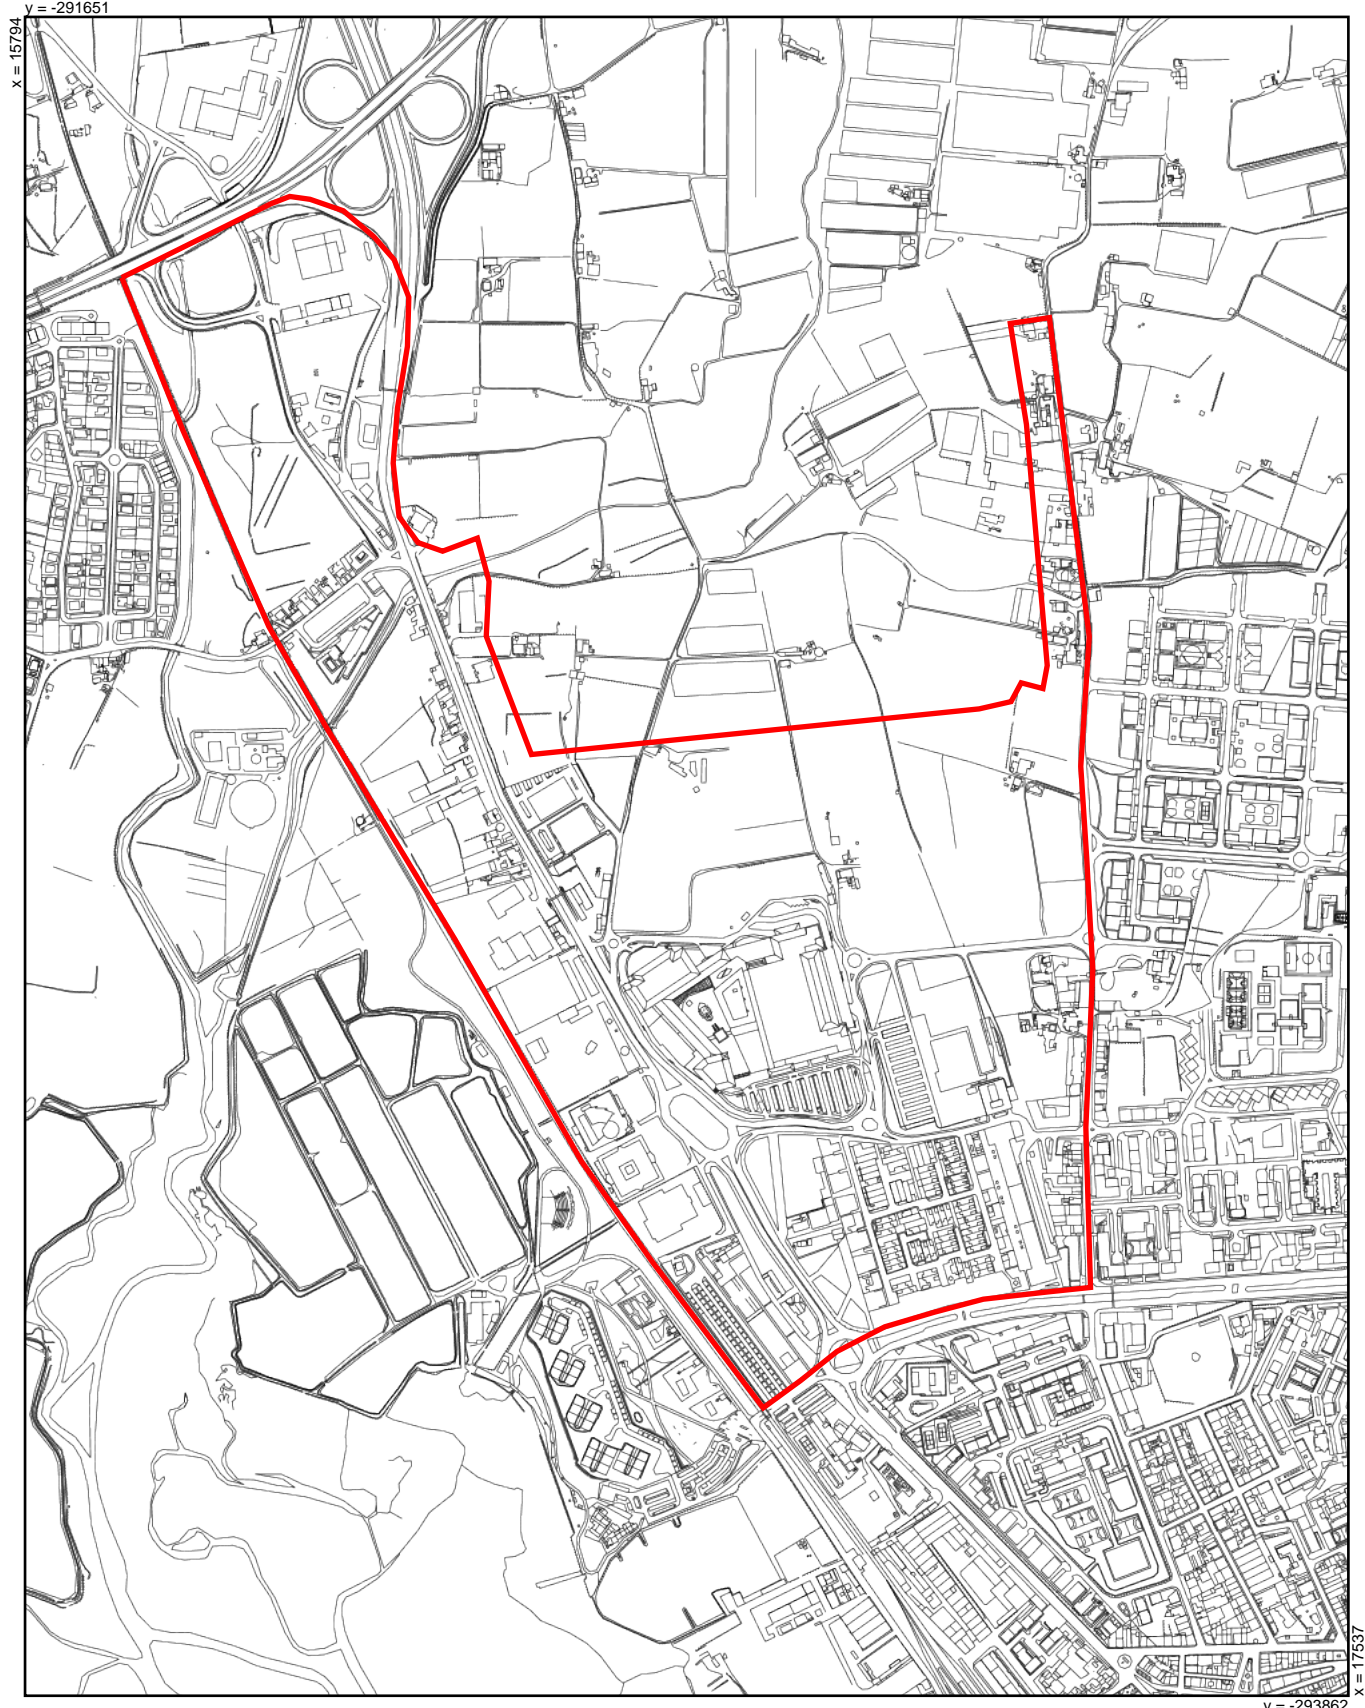 y = -291651
x = 15794
x = 17537
y = -293862